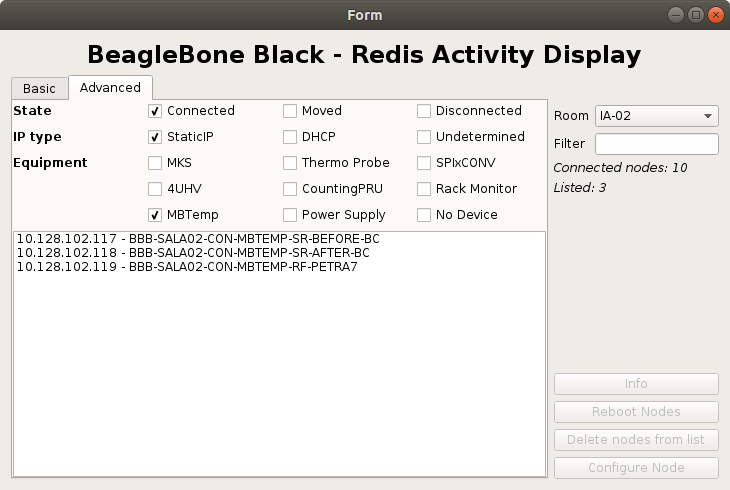 Form
BeagleBone Black - Redis Activity Display
Basic Advanced
State Connected Moved Disconnected
IP type StaticIP DHCP Undetermined
Equipment MKS Thermo Probe SPIxCONV
4UHV CountingPRU Rack Monitor
MBTemp Power Supply No Device
10.128.102.117 - BBB-SALA02-CON-MBTEMP-SR-BEFORE-BC
10.128.102.118 - BBB-SALA02-CON-MBTEMP-SR-AFTER-BC
10.128.102.119 - BBB-SALA02-CON-MBTEMP-RF-PETRA7
Room IA-02
Filter
Connected nodes: 10
Listed: 3
Info
Reboot Nodes
Delete nodes from list
Configure Node